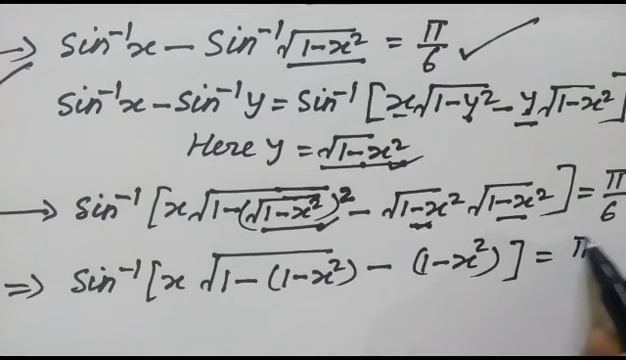 ⇒ sin⁻¹x − sin⁻¹√(1−x²) = π/6 ✓
sin⁻¹x − sin⁻¹y = sin⁻¹[x√(1−y²) − y√(1−x²)]
Here y = √(1−x²)
→ sin⁻¹[x√(1−(√(1−x²))²) − √(1−x²) √(1−x²)] = π/6
⇒ sin⁻¹[x √(1−(1−x²)) − (1−x²)] = π